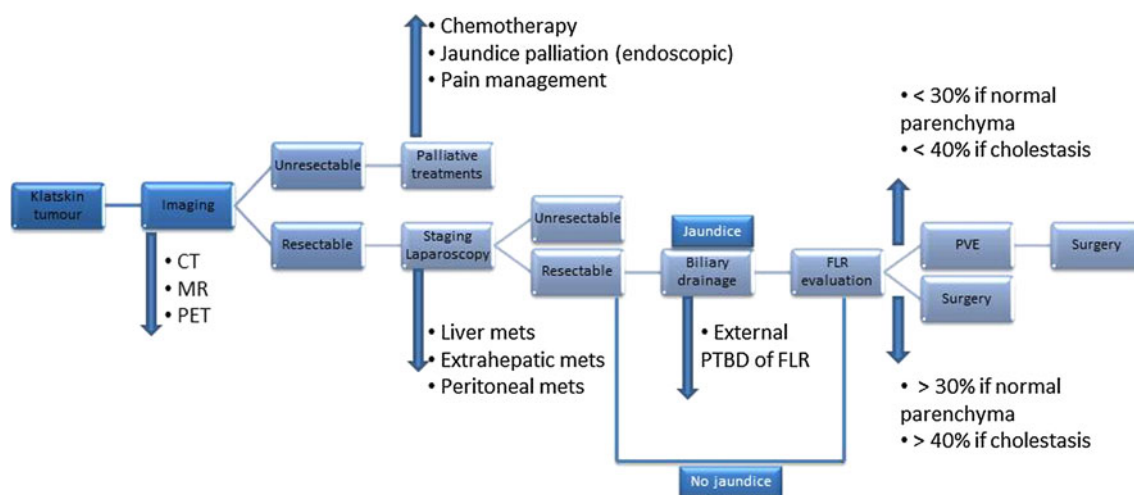 • Chemotherapy
• Jaundice palliation (endoscopic)
• Pain management
• < 30% if normal
parenchyma
• < 40% if cholestasis
Unresectable
Palliative
treatments
Klatskin
tumour
Imaging
Resectable
Staging
Laparoscopy
Unresectable
Resectable
Jaundice
Biliary
drainage
FLR
evaluation
PVE
Surgery
Surgery
• CT
• MR
• PET
• Liver mets
• Extrahepatic mets
• Peritoneal mets
• External
PTBD of FLR
• > 30% if normal
parenchyma
• > 40% if cholestasis
No jaundice